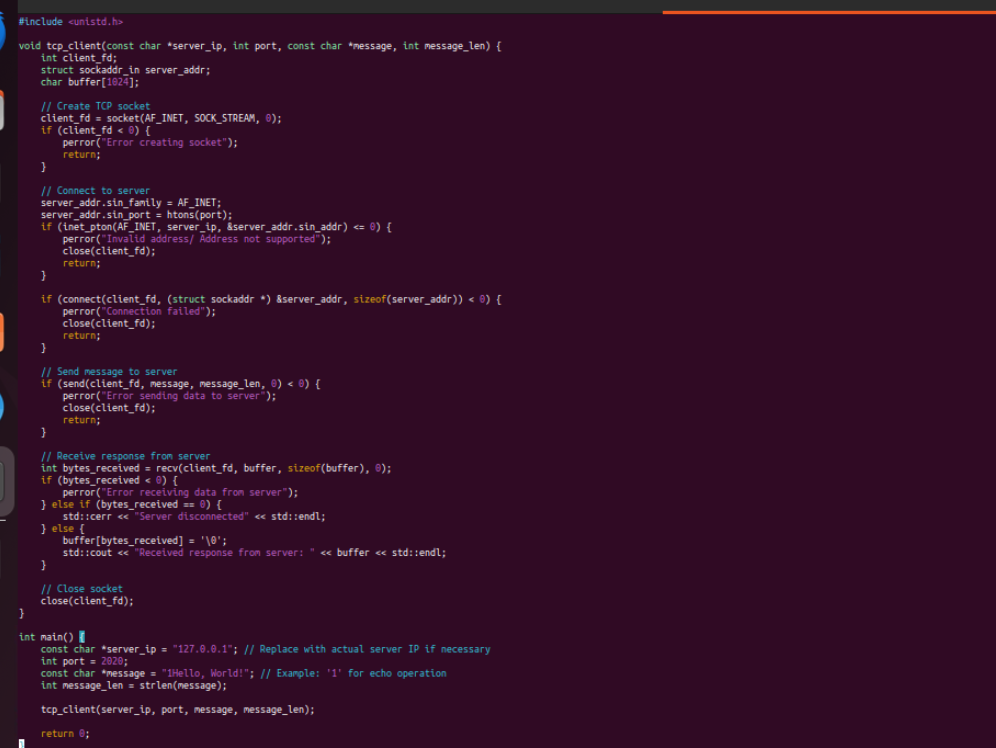 #include <unistd.h>
void tcp_client(const char *server_ip, int port, const char *message, int message_len) {
    int client_fd;
    struct sockaddr_in server_addr;
    char buffer[1024];
    // Create TCP socket
    client_fd = socket(AF_INET, SOCK_STREAM, 0);
    if (client_fd < 0) {
        perror("Error creating socket");
        return;
    }
    // Connect to server
    server_addr.sin_family = AF_INET;
    server_addr.sin_port = htons(port);
    if (inet_pton(AF_INET, server_ip, &server_addr.sin_addr) <= 0) {
        perror("Invalid address/ Address not supported");
        close(client_fd);
        return;
    }
    if (connect(client_fd, (struct sockaddr *) &server_addr, sizeof(server_addr)) < 0) {
        perror("Connection failed");
        close(client_fd);
        return;
    }
    // Send message to server
    if (send(client_fd, message, message_len, 0) < 0) {
        perror("Error sending data to server");
        close(client_fd);
        return;
    }
    // Receive response from server
    int bytes_received = recv(client_fd, buffer, sizeof(buffer), 0);
    if (bytes_received < 0) {
        perror("Error receiving data from server");
    } else if (bytes_received == 0) {
        std::cerr << "Server disconnected" << std::endl;
    } else {
        buffer[bytes_received] = '\0';
        std::cout << "Received response from server: " << buffer << std::endl;
    }
    // Close socket
    close(client_fd);
}
int main() {
    const char *server_ip = "127.0.0.1"; // Replace with actual server IP if necessary
    int port = 2020;
    const char *message = "1Hello, World!"; // Example: '1' for echo operation
    int message_len = strlen(message);
    tcp_client(server_ip, port, message, message_len);
    return 0;
}